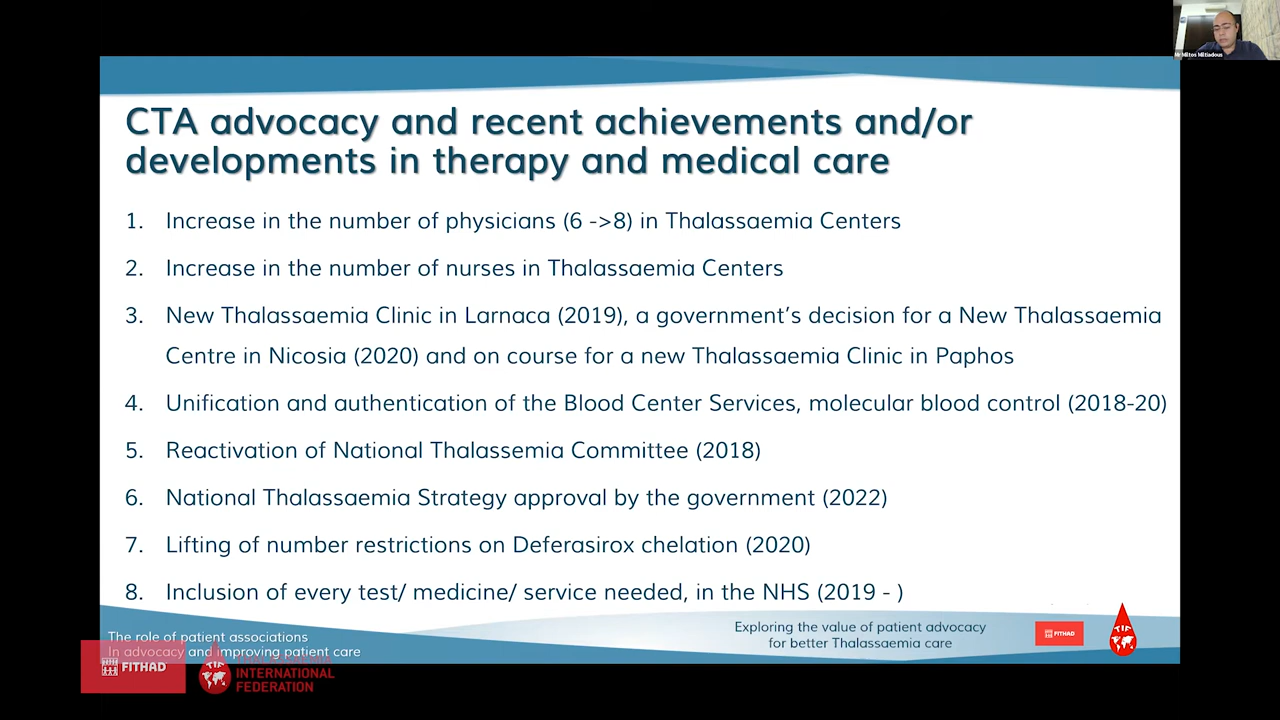 Mr Miltos Miltiadous
CTA advocacy and recent achievements and/or
developments in therapy and medical care
1. Increase in the number of physicians (6 ->8) in Thalassaemia Centers
2. Increase in the number of nurses in Thalassaemia Centers
3. New Thalassaemia Clinic in Larnaca (2019), a government's decision for a New Thalassaemia
Centre in Nicosia (2020) and on course for a new Thalassaemia Clinic in Paphos
4. Unification and authentication of the Blood Center Services, molecular blood control (2018-20)
5. Reactivation of National Thalassemia Committee (2018)
6. National Thalassaemia Strategy approval by the government (2022)
7. Lifting of number restrictions on Deferasirox chelation (2020)
8. Inclusion of every test/ medicine/ service needed, in the NHS (2019 - )
The role of patient associations
In advocacy and improving patient care
Exploring the value of patient advocacy
for better Thalassaemia care
FITHAD
TIF
FITHAD
TIF
INTERNATIONAL
FEDERATION